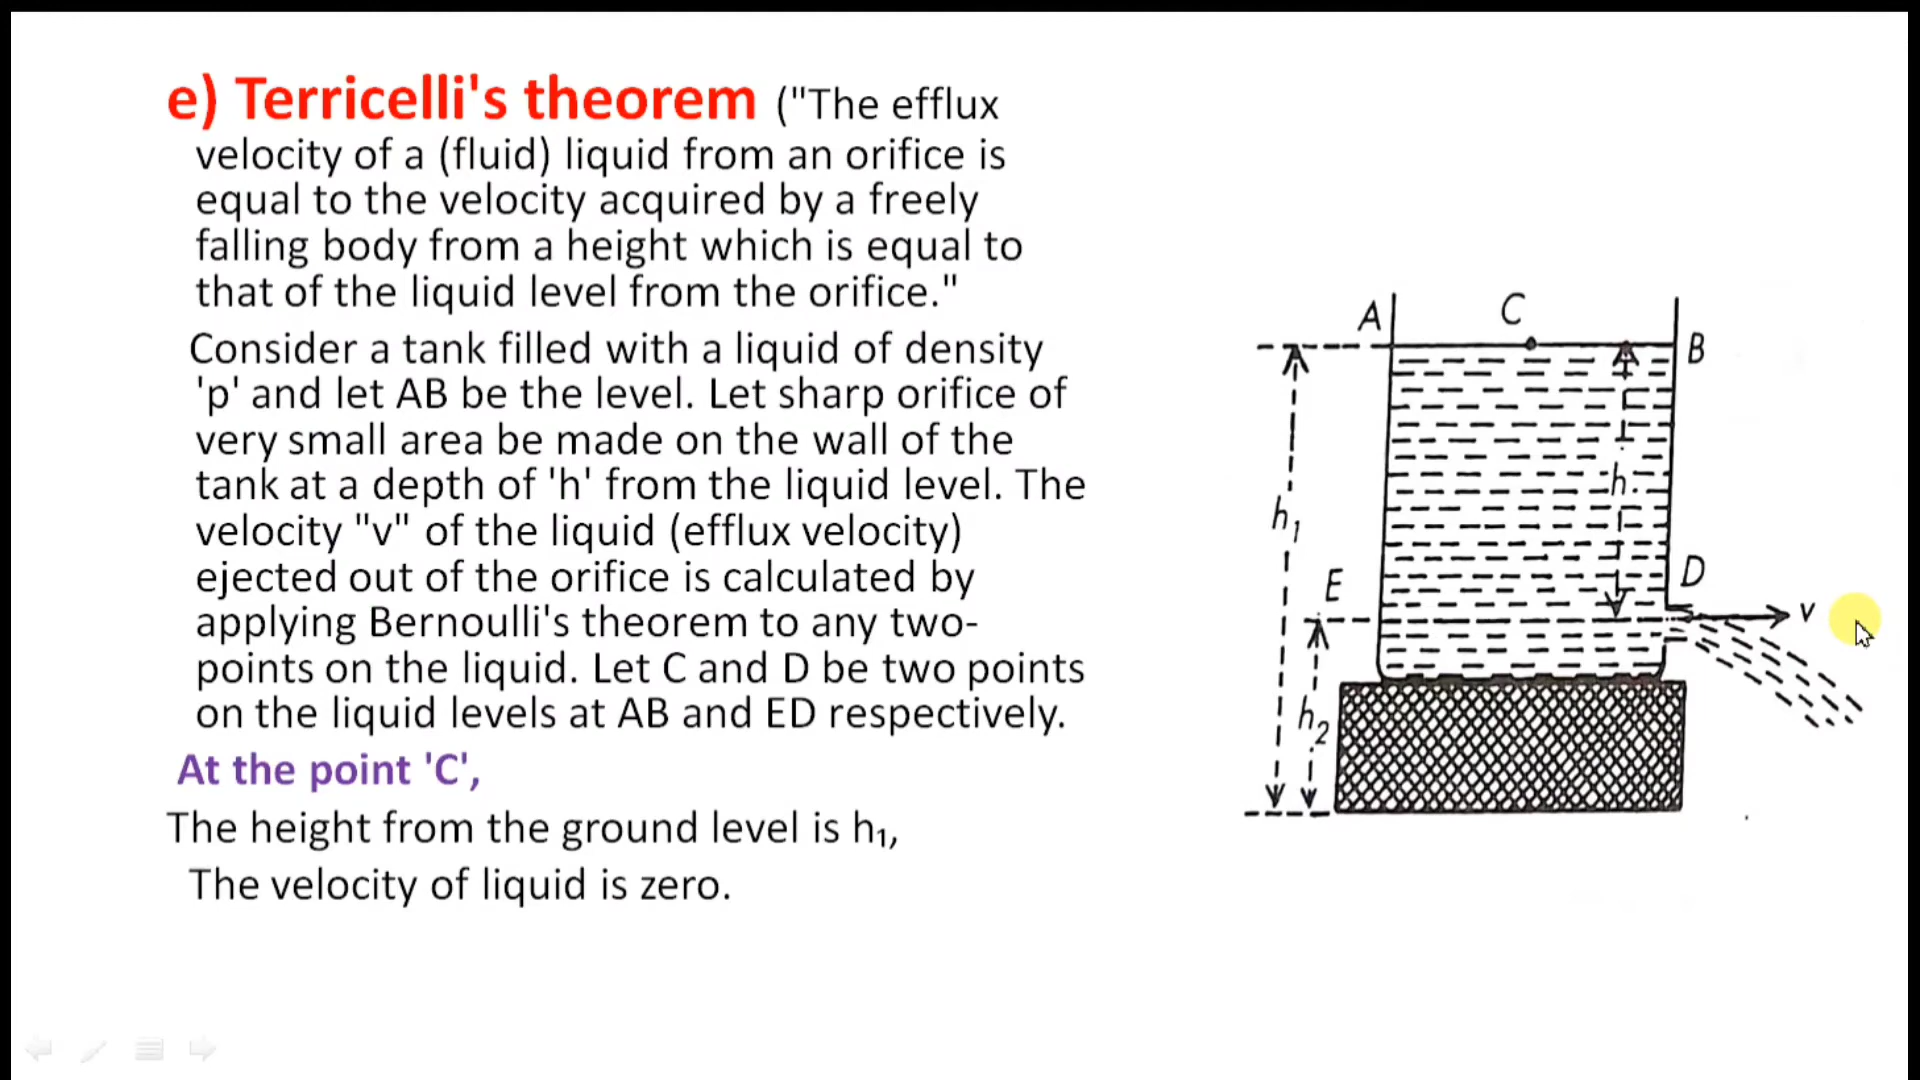 e) Terricelli's theorem ("The efflux
velocity of a (fluid) liquid from an orifice is
equal to the velocity acquired by a freely
falling body from a height which is equal to
that of the liquid level from the orifice."
Consider a tank filled with a liquid of density
'p' and let AB be the level. Let sharp orifice of
very small area be made on the wall of the
tank at a depth of 'h' from the liquid level. The
velocity "v" of the liquid (efflux velocity)
ejected out of the orifice is calculated by
applying Bernoulli's theorem to any two-
points on the liquid. Let C and D be two points
on the liquid levels at AB and ED respectively.
At the point 'C',
The height from the ground level is h₁,
The velocity of liquid is zero.
A
C
B
h
h₁
E
D
v
h₂